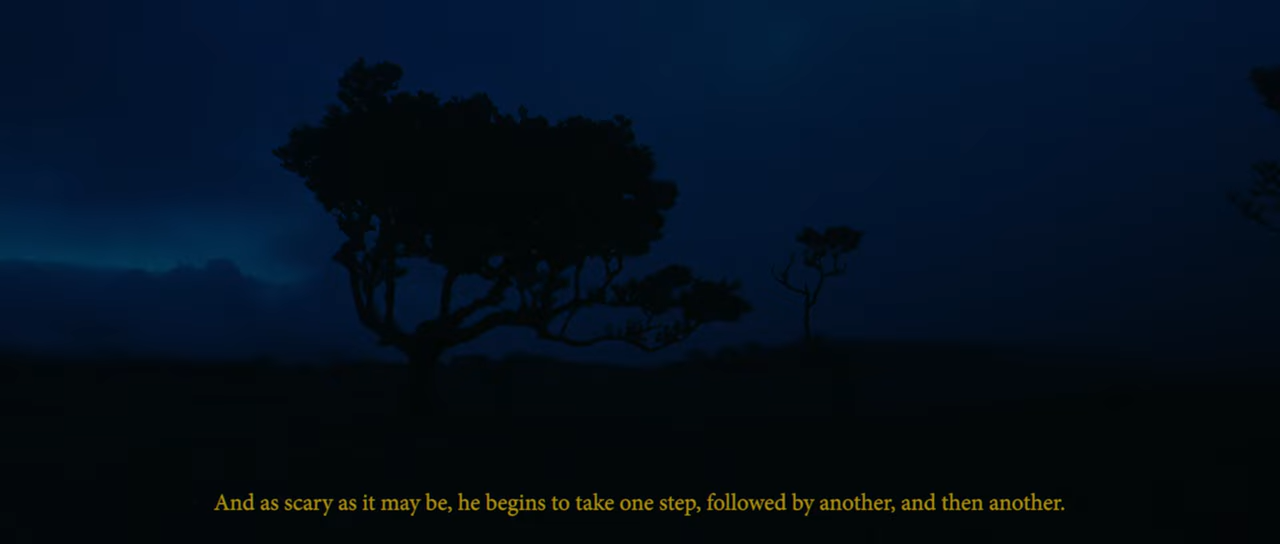 And as scary as it may be, he begins to take one step, followed by another, and then another.